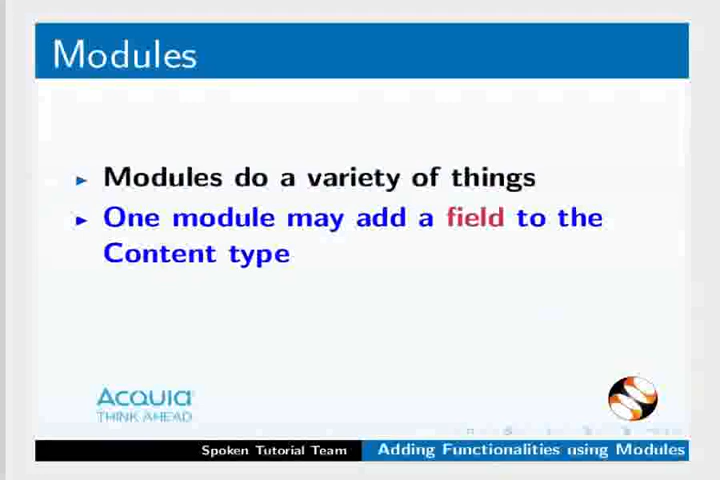 Modules
Modules do a variety of things
One module may add a field to the
Content type
ACQUIA
THINK AHEAD
Spoken Tutorial Team
Adding Functionalities using Modules